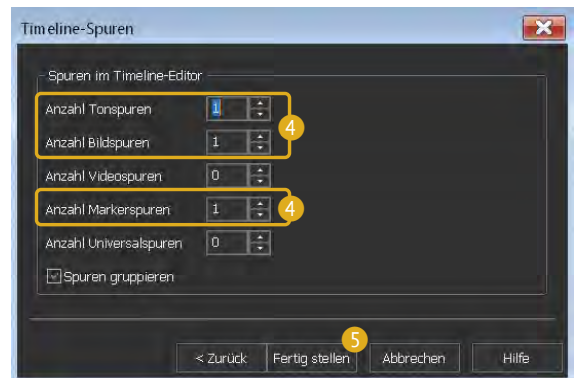 Timeline-Spuren
Spuren im Timeline-Editor
Anzahl Tonspuren 1
4
Anzahl Bildspuren 1
Anzahl Videospuren 0
Anzahl Markerspuren 1 4
Anzahl Universalspuren 0
Spuren gruppieren
5
< Zurück Fertig stellen Abbrechen Hilfe